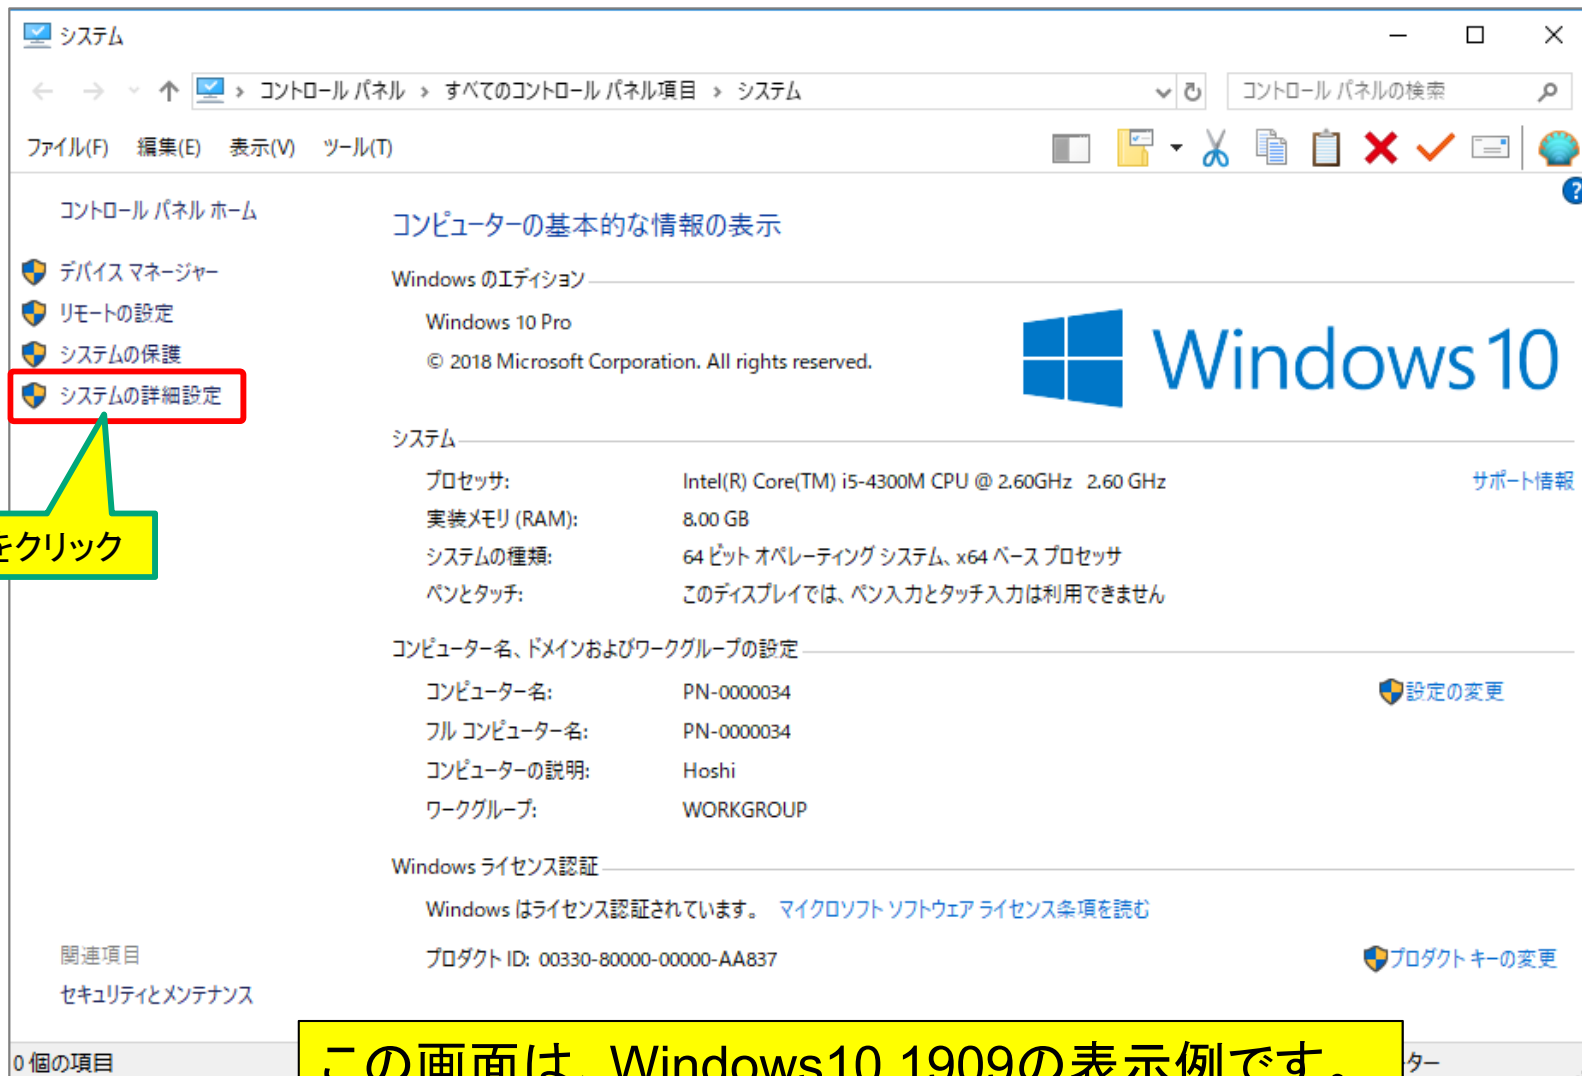 システム
コントロール パネル › すべてのコントロール パネル項目 › システム
コントロール パネルの検索
ファイル(F) 編集(E) 表示(V) ツール(T)
コントロール パネル ホーム
デバイス マネージャー
リモートの設定
システムの保護
システムの詳細設定
をクリック
関連項目
セキュリティとメンテナンス
コンピューターの基本的な情報の表示
Windows のエディション
Windows 10 Pro
© 2018 Microsoft Corporation. All rights reserved.
Windows 10
システム
プロセッサ: Intel(R) Core(TM) i5-4300M CPU @ 2.60GHz 2.60 GHz
サポート情報
実装メモリ (RAM): 8.00 GB
システムの種類: 64 ビット オペレーティング システム、x64 ベース プロセッサ
ペンとタッチ: このディスプレイでは、ペン入力とタッチ入力は利用できません
コンピューター名、ドメインおよびワークグループの設定
コンピューター名: PN-0000034
設定の変更
フル コンピューター名: PN-0000034
コンピューターの説明: Hoshi
ワークグループ: WORKGROUP
Windows ライセンス認証
Windows はライセンス認証されています。 マイクロソフト ソフトウェア ライセンス条項を読む
プロダクト ID: 00330-80000-00000-AA837
プロダクト キーの変更
0 個の項目
この画面は、Windows10 1909の表示例です。
ター